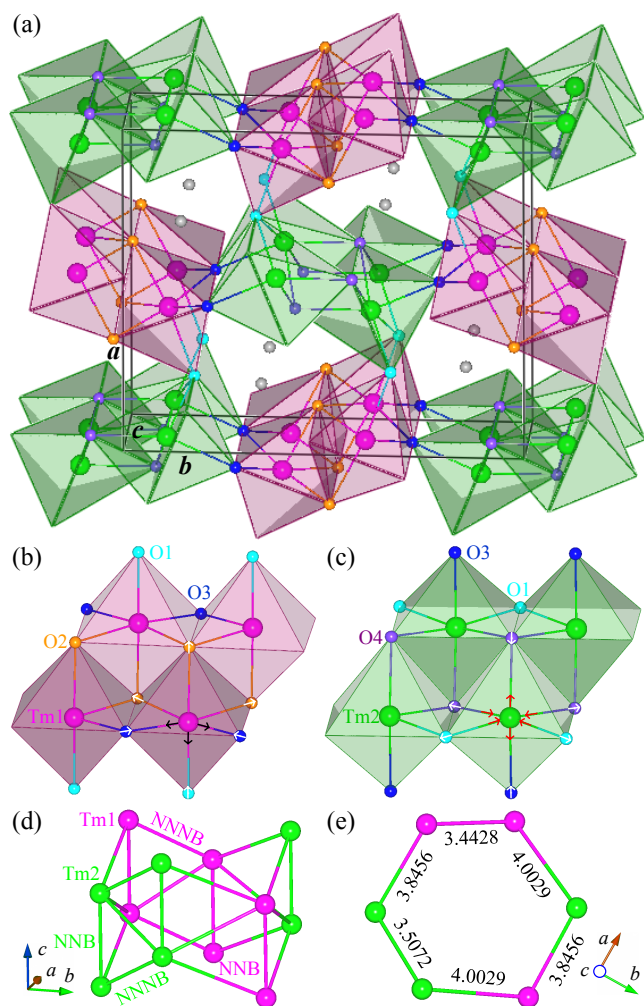 (a)
a
c
b
(b)
O1
O3
O2
Tm1
(c)
O3
O1
O4
Tm2
(d)
Tm1
NNNB
Tm2
NNB
NNNB
NNB
c
a
b
(e)
3.4428
3.8456
4.0029
3.5072
4.0029
3.8456
a
c
b